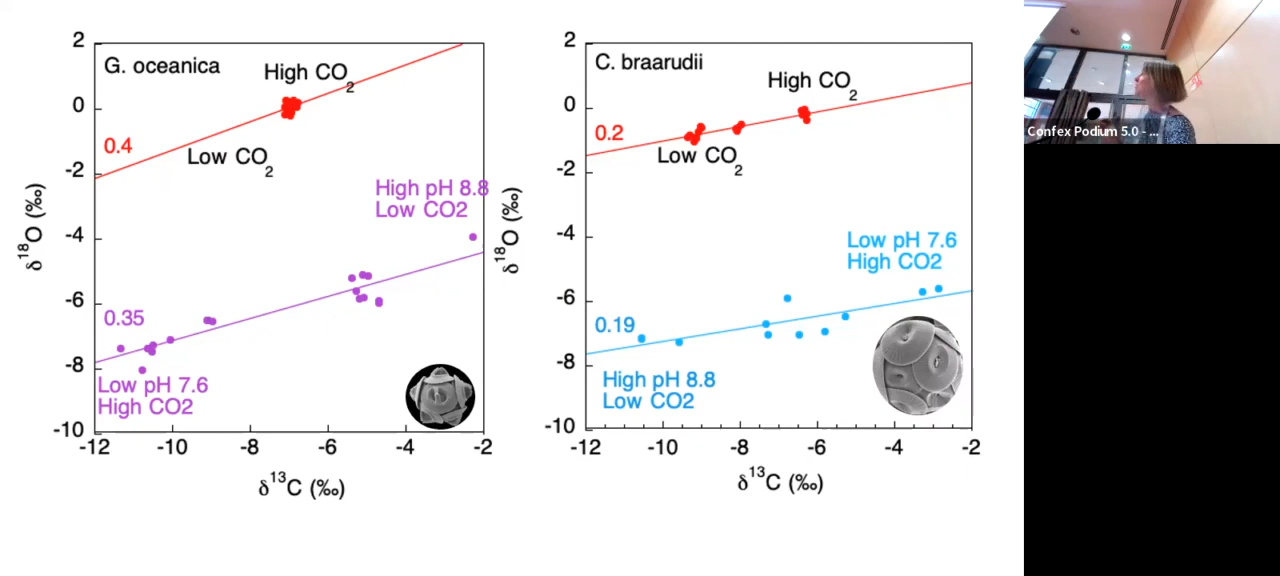 G. oceanica
High CO2
0.4
Low CO2
High pH 8.8
Low CO2
0.35
Low pH 7.6
High CO2
2
0
-2
-4
-6
-8
-10
δ18O (‰)
-12
-10
-8
-6
-4
-2
δ13C (‰)
C. braarudii
High CO2
0.2
Low CO2
Low pH 7.6
High CO2
0.19
High pH 8.8
Low CO2
2
0
-2
-4
-6
-8
-10
δ18O (‰)
-12
-10
-8
-6
-4
-2
δ13C (‰)
Confex Podium 5.0 - ...